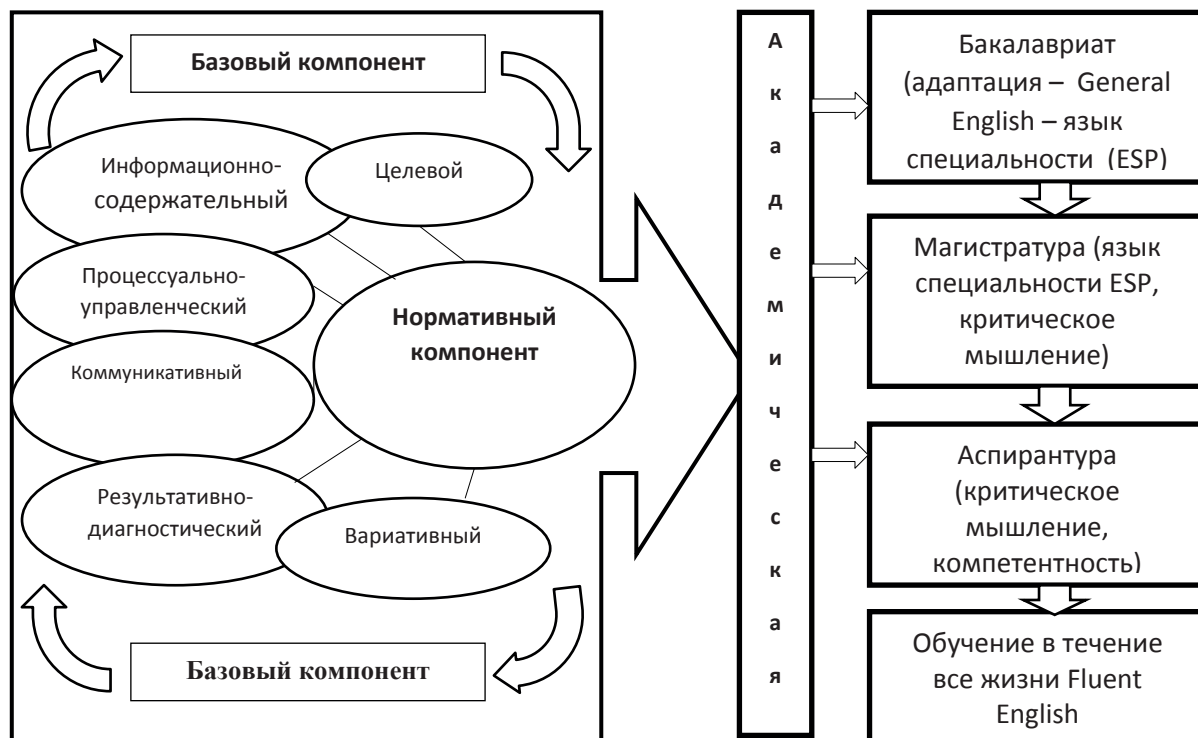 Базовый компонент
Информационно-
содержательный
Целевой
Процессуально-
управленческий
Нормативный
компонент
Коммуникативный
Результативно-
диагностический
Вариативный
Базовый компонент
А
к
а
д
е
м
и
ч
е
с
к
а
я
Бакалавриат
(адаптация – General
English – язык
специальности (ESP)
Магистратура (язык
специальности ESP,
критическое
мышление)
Аспирантура
(критическое
мышление,
компетентность)
Обучение в течение
все жизни Fluent
English